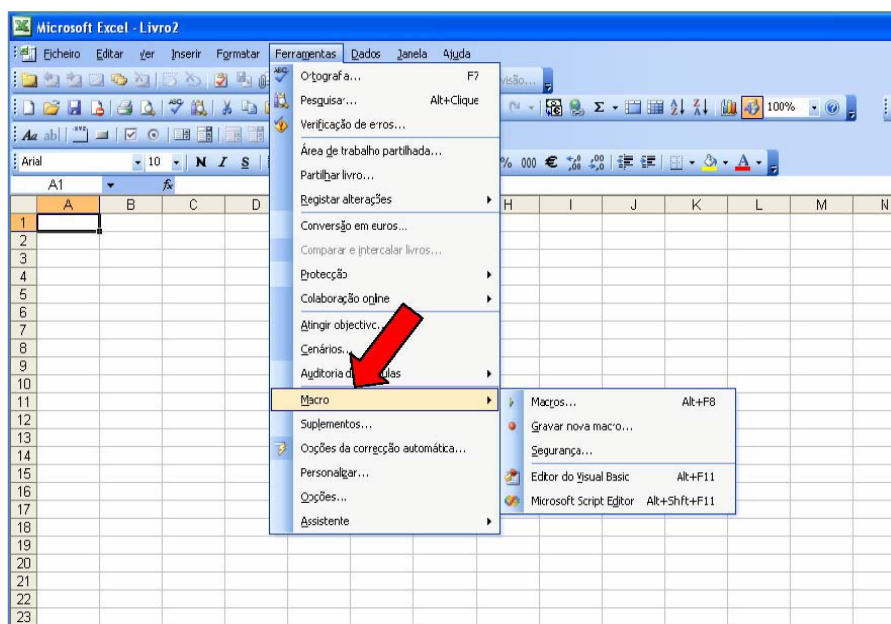 Microsoft Excel - Livro2
Ficheiro Editar Ver Inserir Formatar Ferramentas Dados Janela Ajuda
Ortografia... F7
Pesquisar... Alt+Clique
Verificação de erros...
Área de trabalho partilhada...
Partilhar livro...
Registar alterações
Conversão em euros...
Comparar e intercalar livros...
Protecção
Colaboração online
Atingir objectivo...
Cenários...
Auditoria
Macro
Suplementos...
Opções da correcção automática...
Personalizar...
Opções...
Assistente
Macros... Alt+F8
Gravar nova macro...
Segurança...
Editor do Visual Basic Alt+F11
Microsoft Script Editor Alt+Shft+F11
100%
Arial 10 N I S % 000 €
A1 fx
A B C D H I J K L M N
1
2
3
4
5
6
7
8
9
10
11
12
13
14
15
16
17
18
19
20
21
22
23